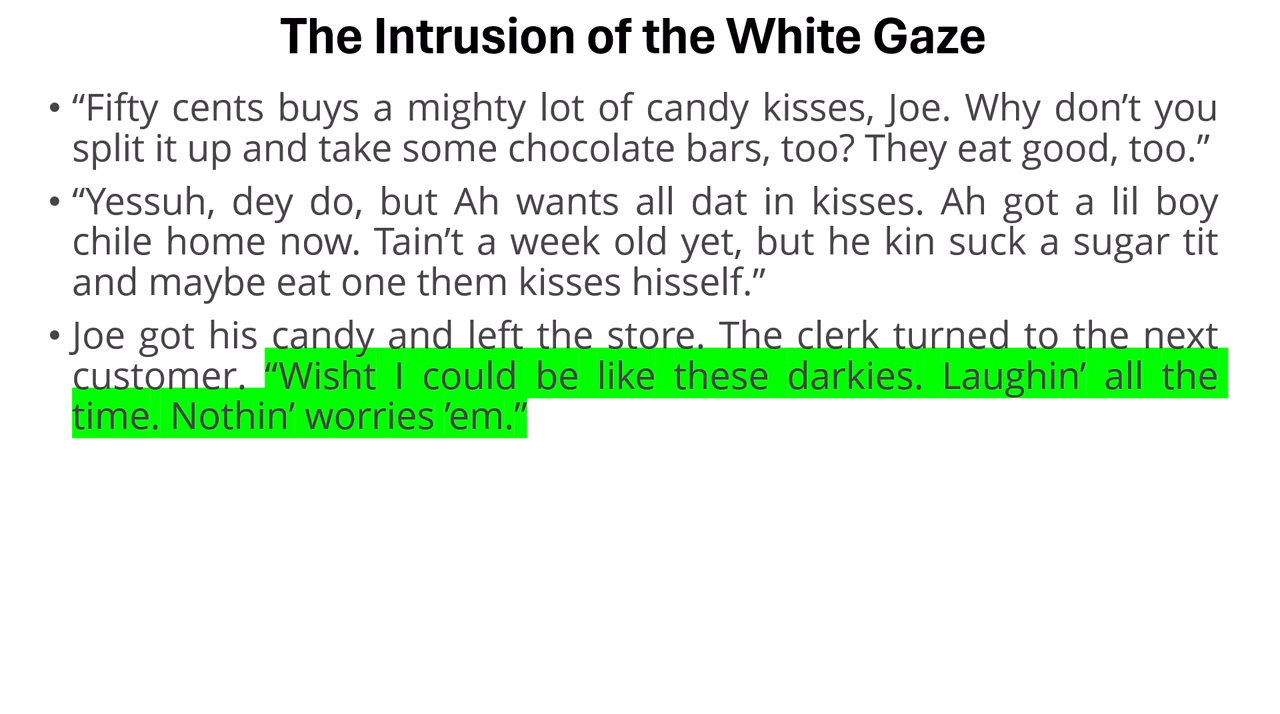 The Intrusion of the White Gaze
• “Fifty cents buys a mighty lot of candy kisses, Joe. Why don’t you
split it up and take some chocolate bars, too? They eat good, too.”
• “Yessuh, dey do, but Ah wants all dat in kisses. Ah got a lil boy
chile home now. Tain’t a week old yet, but he kin suck a sugar tit
and maybe eat one them kisses hisself.”
• Joe got his candy and left the store. The clerk turned to the next
customer. “Wisht I could be like these darkies. Laughin’ all the
time. Nothin’ worries ’em.”